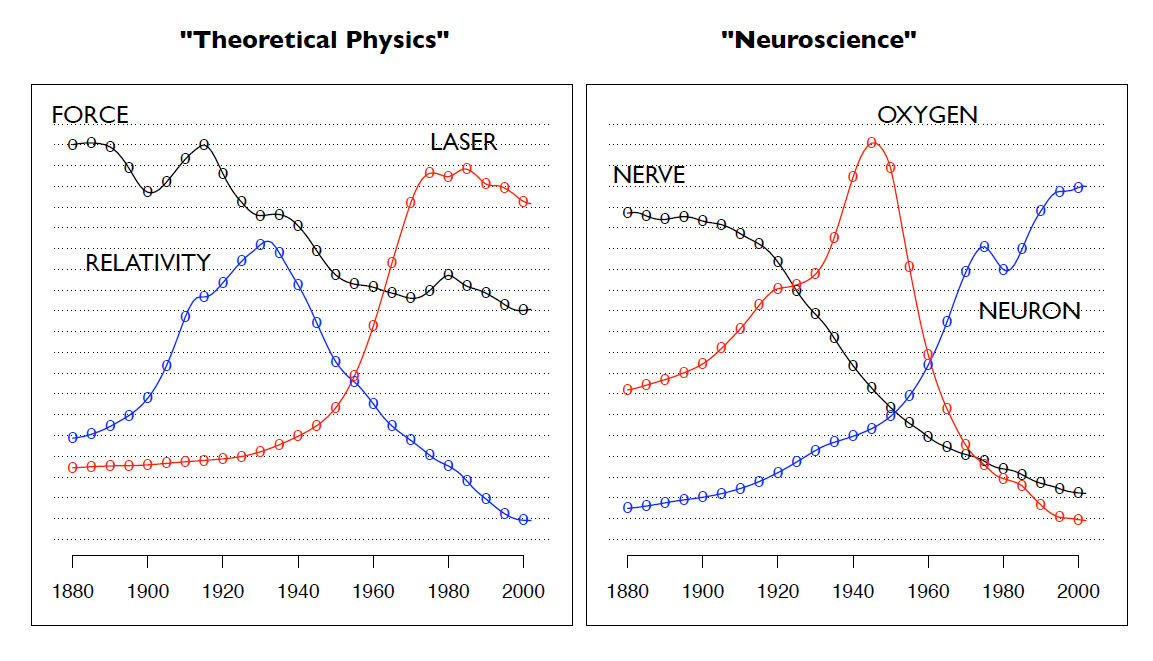 "Theoretical Physics"
"Neuroscience"
FORCE
LASER
RELATIVITY
1880 1900 1920 1940 1960 1980 2000
OXYGEN
NERVE
NEURON
1880 1900 1920 1940 1960 1980 2000